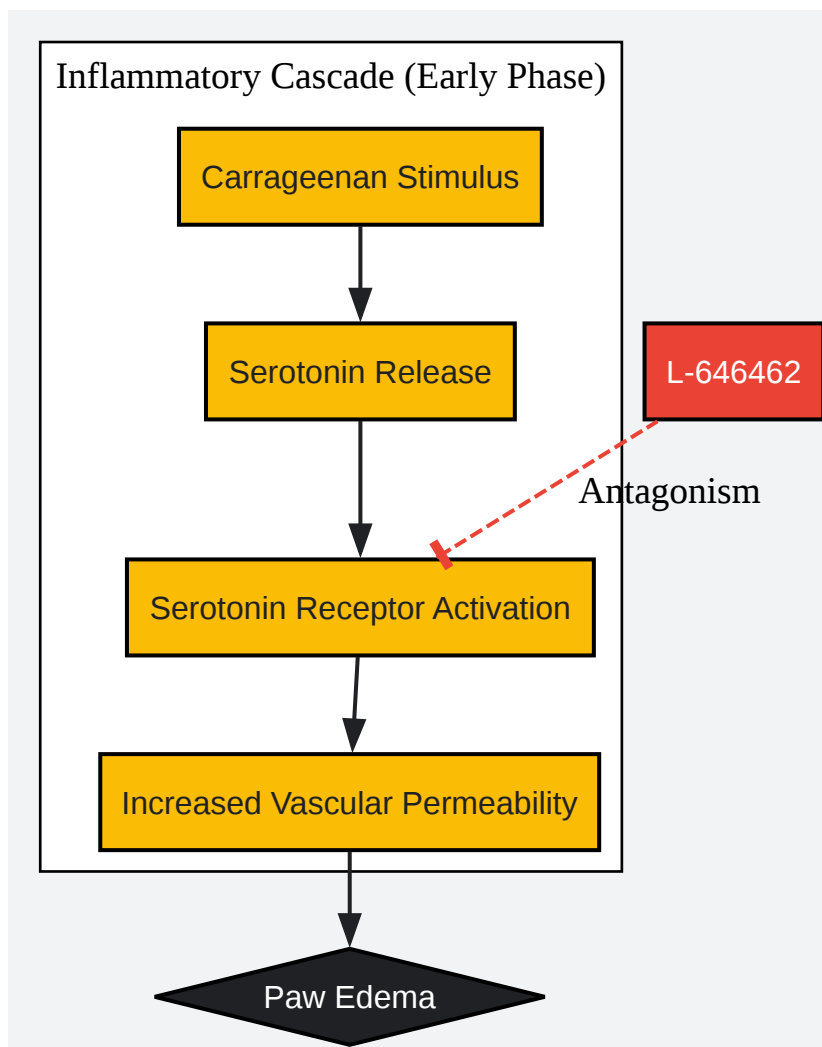 Inflammatory Cascade (Early Phase)
Carrageenan Stimulus
Serotonin Release
L-646462
Antagonism
Serotonin Receptor Activation
Increased Vascular Permeability
Paw Edema